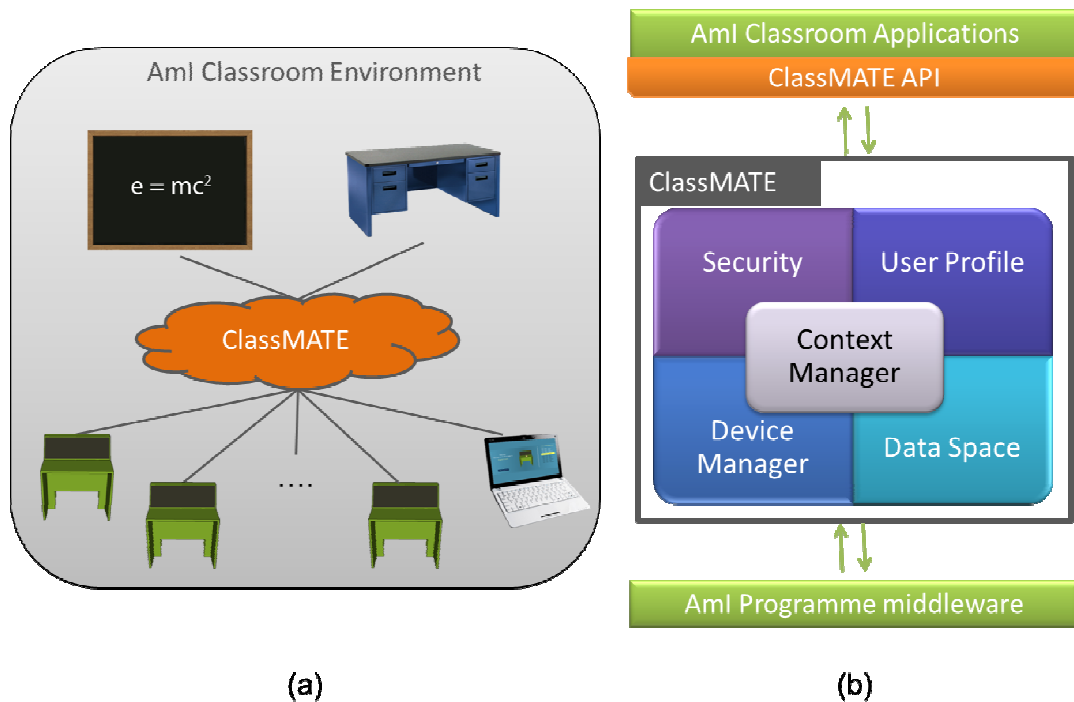 AmI Classroom Environment
e = mc²
ClassMATE
....
(a)
AmI Classroom Applications
ClassMATE API
ClassMATE
Security
User Profile
Context
Manager
Device
Manager
Data Space
AmI Programme middleware
(b)